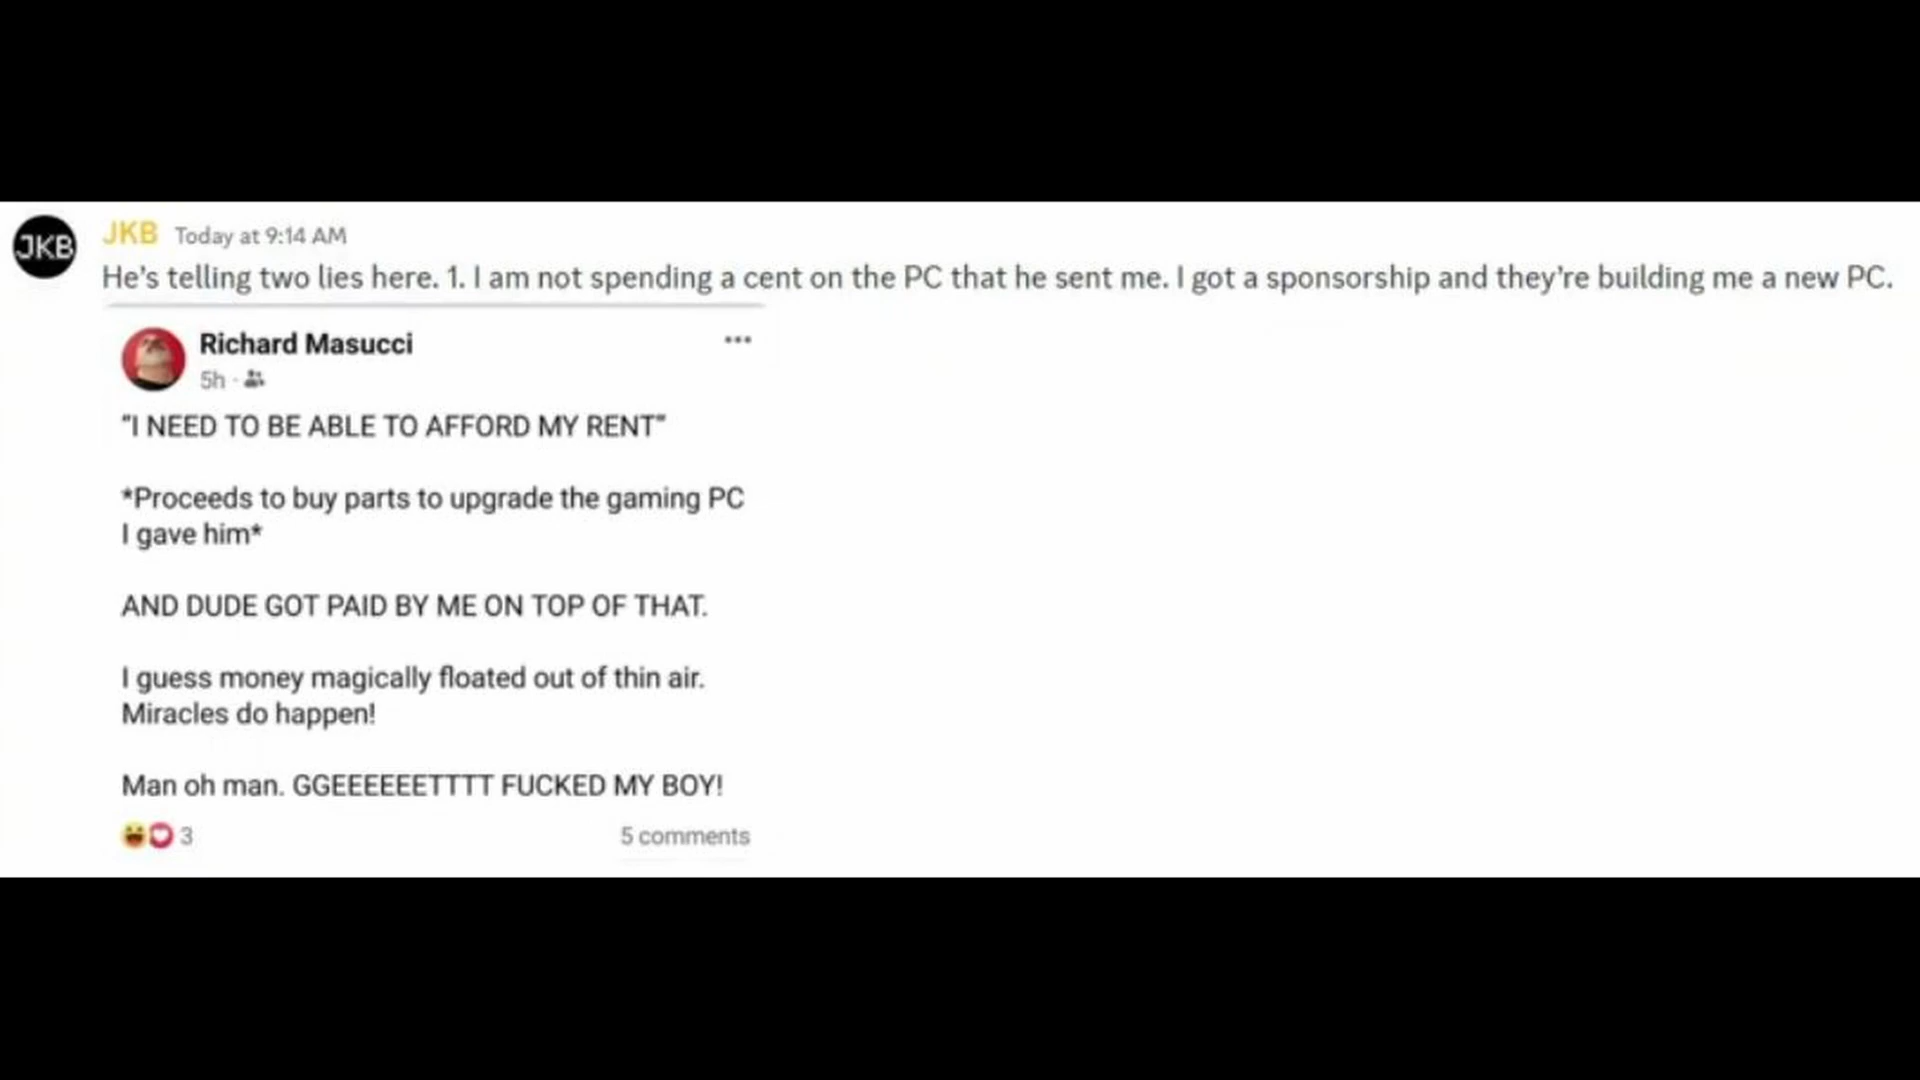 JKB
JKB Today at 9:14 AM
He's telling two lies here. 1. I am not spending a cent on the PC that he sent me. I got a sponsorship and they're building me a new PC.
Richard Masucci
5h ·
"I NEED TO BE ABLE TO AFFORD MY RENT"
*Proceeds to buy parts to upgrade the gaming PC
I gave him*
AND DUDE GOT PAID BY ME ON TOP OF THAT.
I guess money magically floated out of thin air.
Miracles do happen!
Man oh man. GGEEEEEETTTT FUCKED MY BOY!
3
5 comments